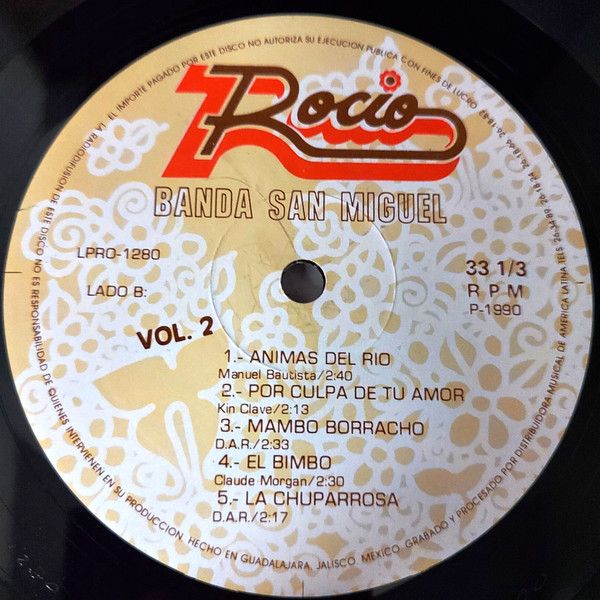 EL IMPORTE PAGADO POR ESTE DISCO NO AUTORIZA SU EJECUCION PUBLICA CON FINES DE LUCRO
Rocio
BANDA SAN MIGUEL
LPRO-1280
LADO B:
33 1/3
RPM
P-1990
VOL. 2
1.- ANIMAS DEL RIO
Manuel Bautista/2:40
2.- POR CULPA DE TU AMOR
Kin Clave/2:13
3.- MAMBO BORRACHO
D.A.R./2:33
4.- EL BIMBO
Claude Morgan/2:30
5.- LA CHUPARROSA
D.A.R./2:17
RADIODIFUSION DE ESTE DISCO NO ES RESPONSABILIDAD DE QUIENES INTERVIENEN EN SU PRODUCCION. HECHO EN GUADALAJARA, JALISCO, MEXICO. GRABADO Y PROCESADO POR DISTRIBUIDORA MUSICAL DE AMERICA LATINA TELS.